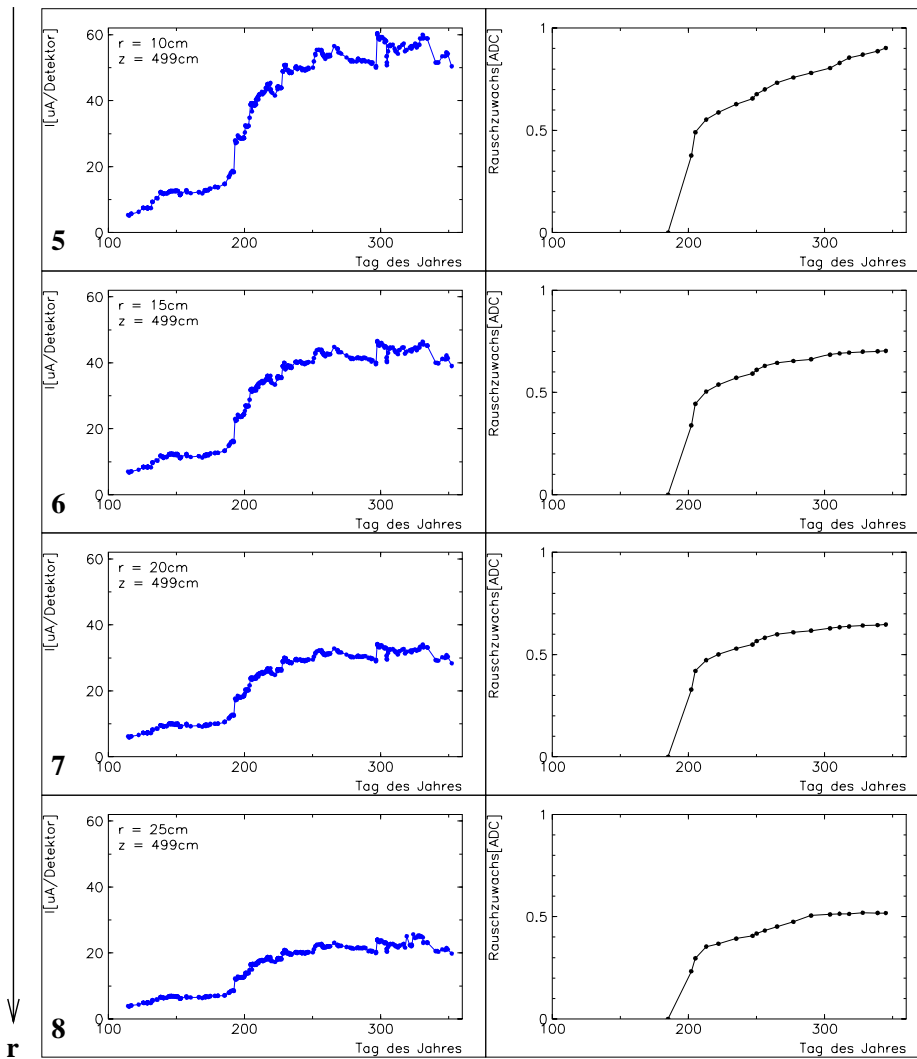 I[uA/Detektor]
60
40
20
0
r = 10cm
z = 499cm
100
200
300
Tag des Jahres
5
Rauschzuwachs[ADC]
1
0.5
0
100
200
300
Tag des Jahres
I[uA/Detektor]
60
40
20
0
r = 15cm
z = 499cm
100
200
300
Tag des Jahres
6
Rauschzuwachs[ADC]
1
0.5
0
100
200
300
Tag des Jahres
I[uA/Detektor]
60
40
20
0
r = 20cm
z = 499cm
100
200
300
Tag des Jahres
7
Rauschzuwachs[ADC]
1
0.5
0
100
200
300
Tag des Jahres
I[uA/Detektor]
60
40
20
0
r = 25cm
z = 499cm
100
200
300
Tag des Jahres
8
Rauschzuwachs[ADC]
1
0.5
0
100
200
300
Tag des Jahres
r